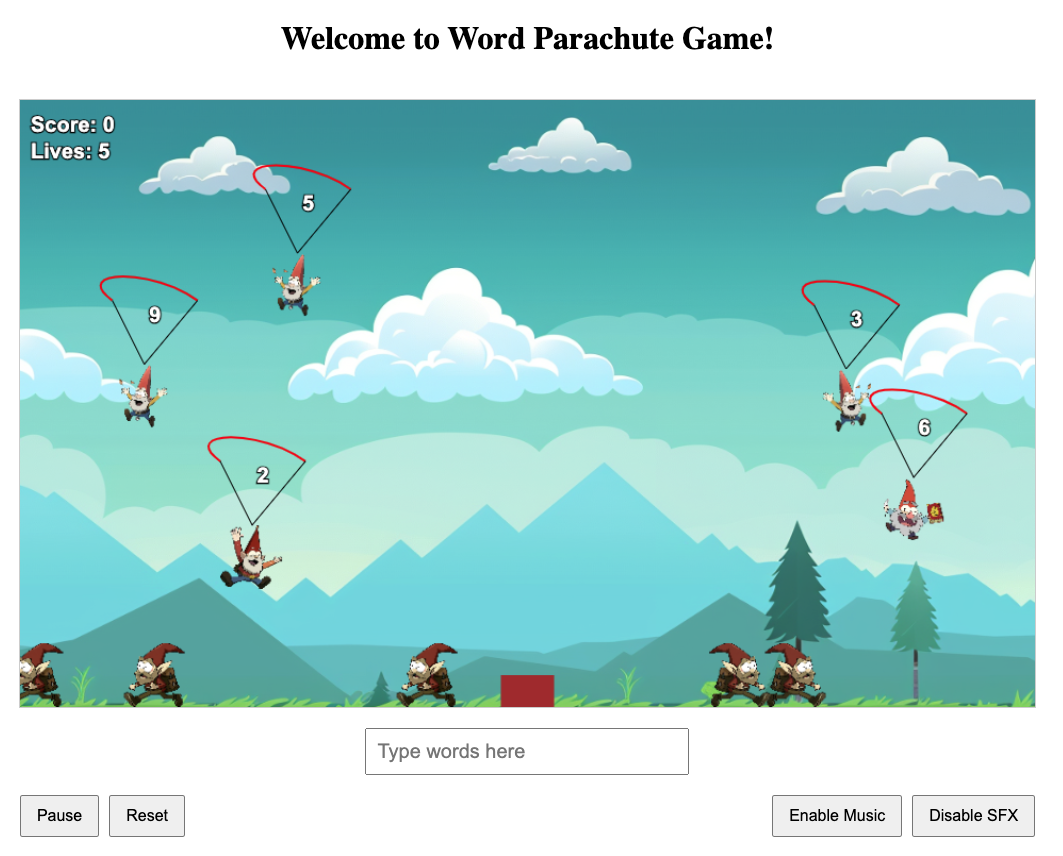 Welcome to Word Parachute Game!
Score: 0
Lives: 5
5
9
3
6
2
Type words here
Pause
Reset
Enable Music
Disable SFX